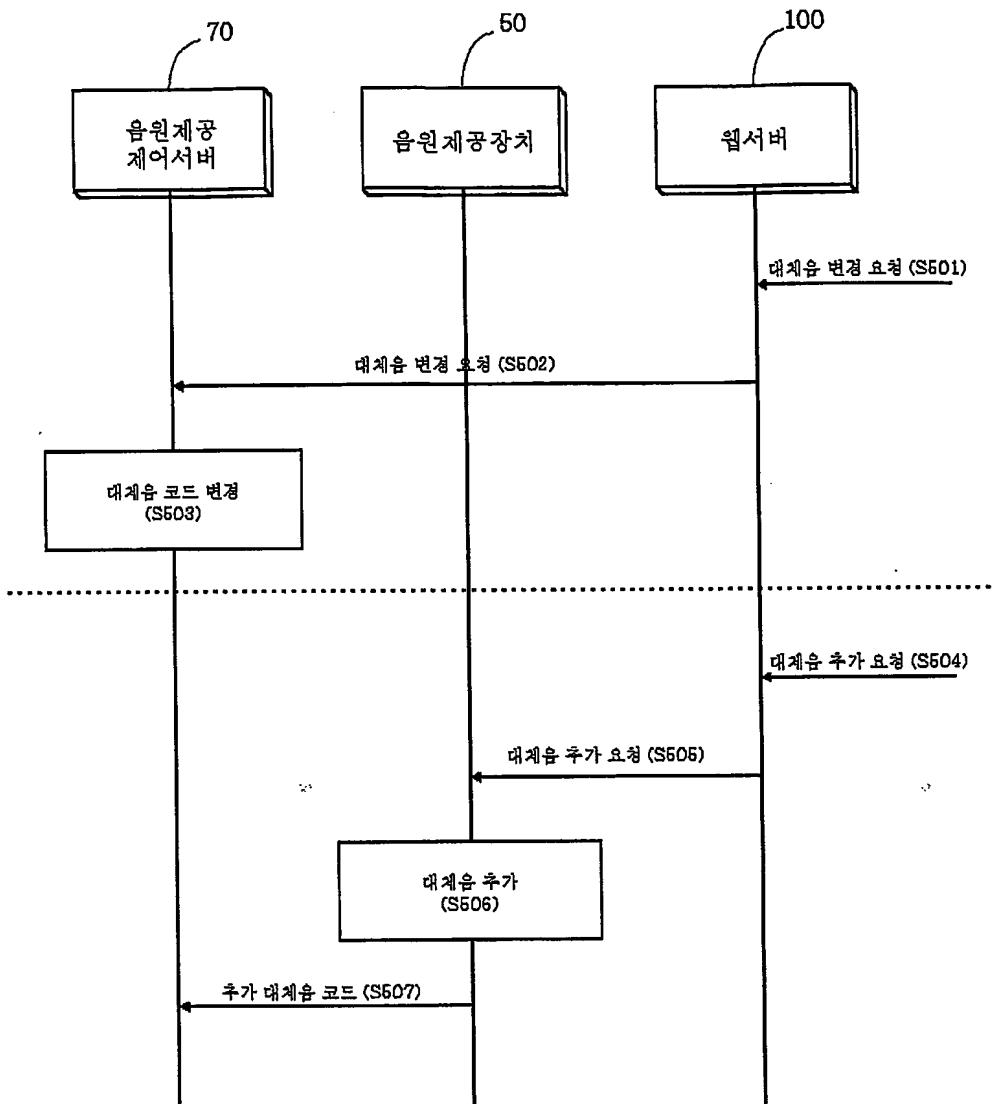 70
50
100
음원제공
제어서버
음원제공장치
웹서버
대체음 변경 요청 (S501)
대체음 변경 요청 (S502)
대체음 코드 변경
(S503)
대체음 추가 요청 (S504)
대체음 추가 요청 (S505)
대체음 추가
(S506)
추가 대체음 코드 (S507)